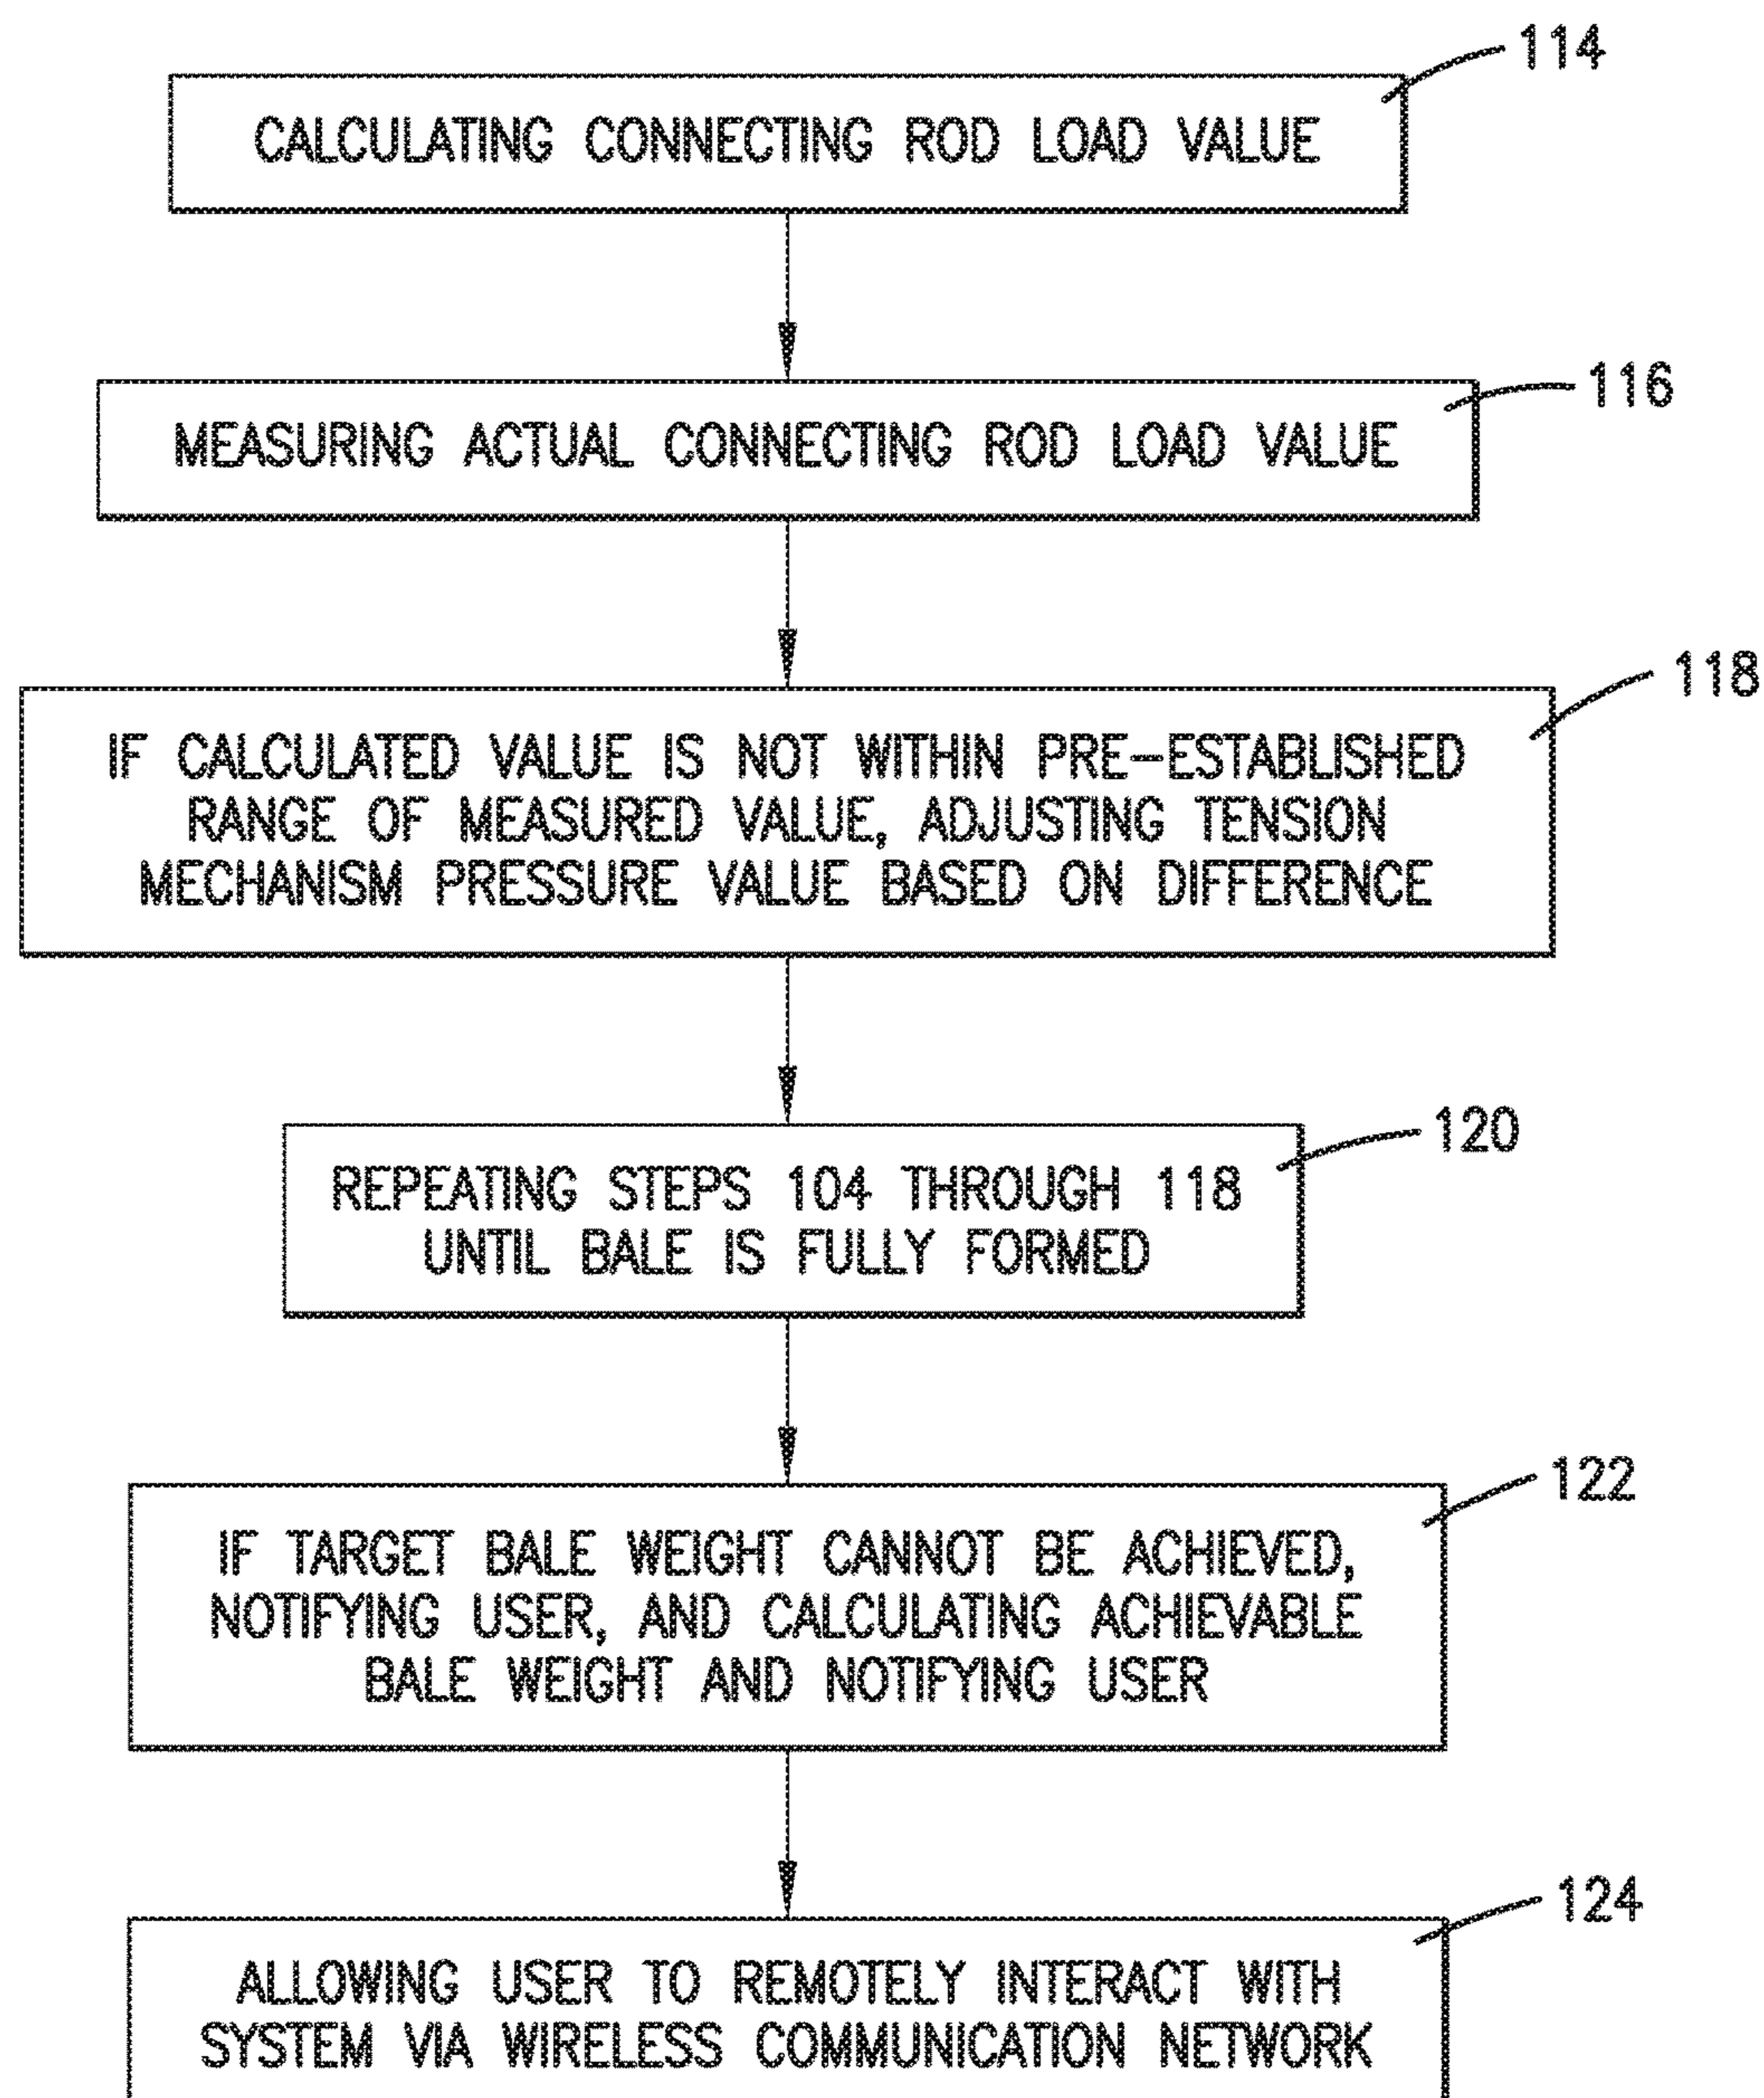 114
CALCULATING CONNECTING ROD LOAD VALUE
116
MEASURING ACTUAL CONNECTING ROD LOAD VALUE
118
IF CALCULATED VALUE IS NOT WITHIN PRE-ESTABLISHED
RANGE OF MEASURED VALUE, ADJUSTING TENSION
MECHANISM PRESSURE VALUE BASED ON DIFFERENCE
120
REPEATING STEPS 104 THROUGH 118
UNTIL BALE IS FULLY FORMED
122
IF TARGET BALE WEIGHT CANNOT BE ACHIEVED,
NOTIFYING USER, AND CALCULATING ACHIEVABLE
BALE WEIGHT AND NOTIFYING USER
124
ALLOWING USER TO REMOTELY INTERACT WITH
SYSTEM VIA WIRELESS COMMUNICATION NETWORK